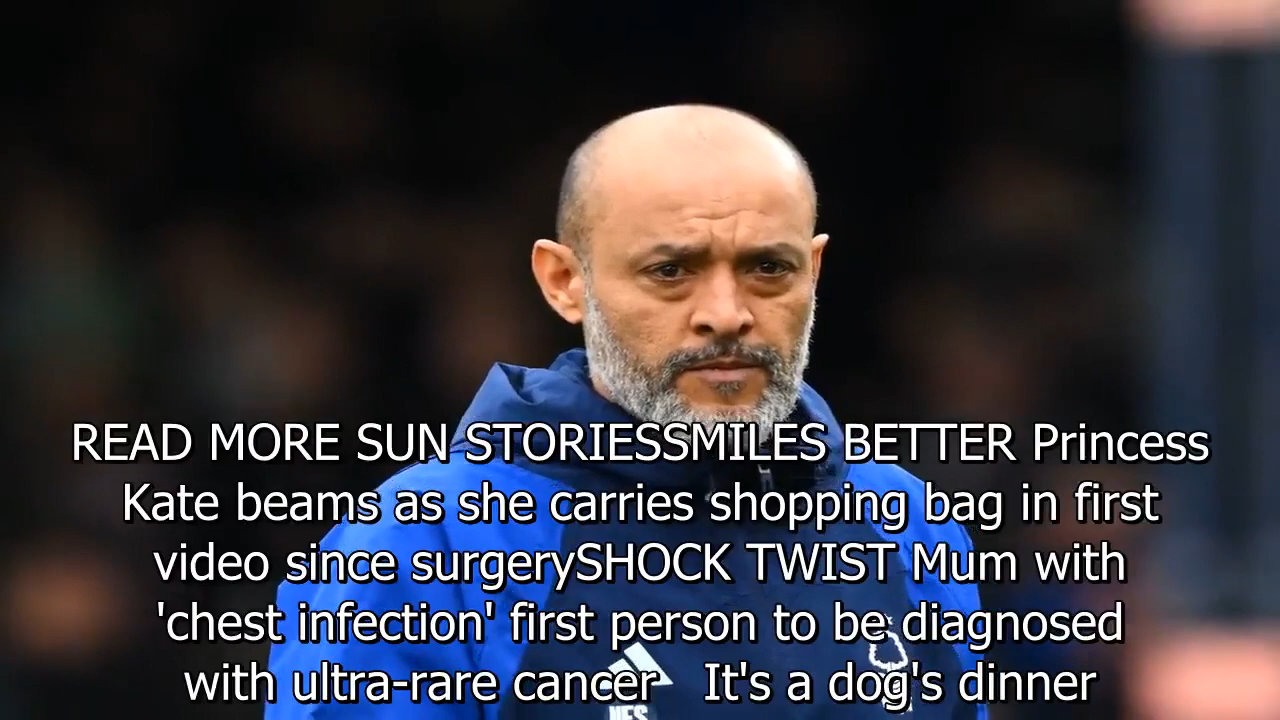 READ MORE SUN STORIESSMILES BETTER Princess
Kate beams as she carries shopping bag in first
video since surgerySHOCK TWIST Mum with
'chest infection' first person to be diagnosed
with ultra-rare cancer   It's a dog's dinner
NES